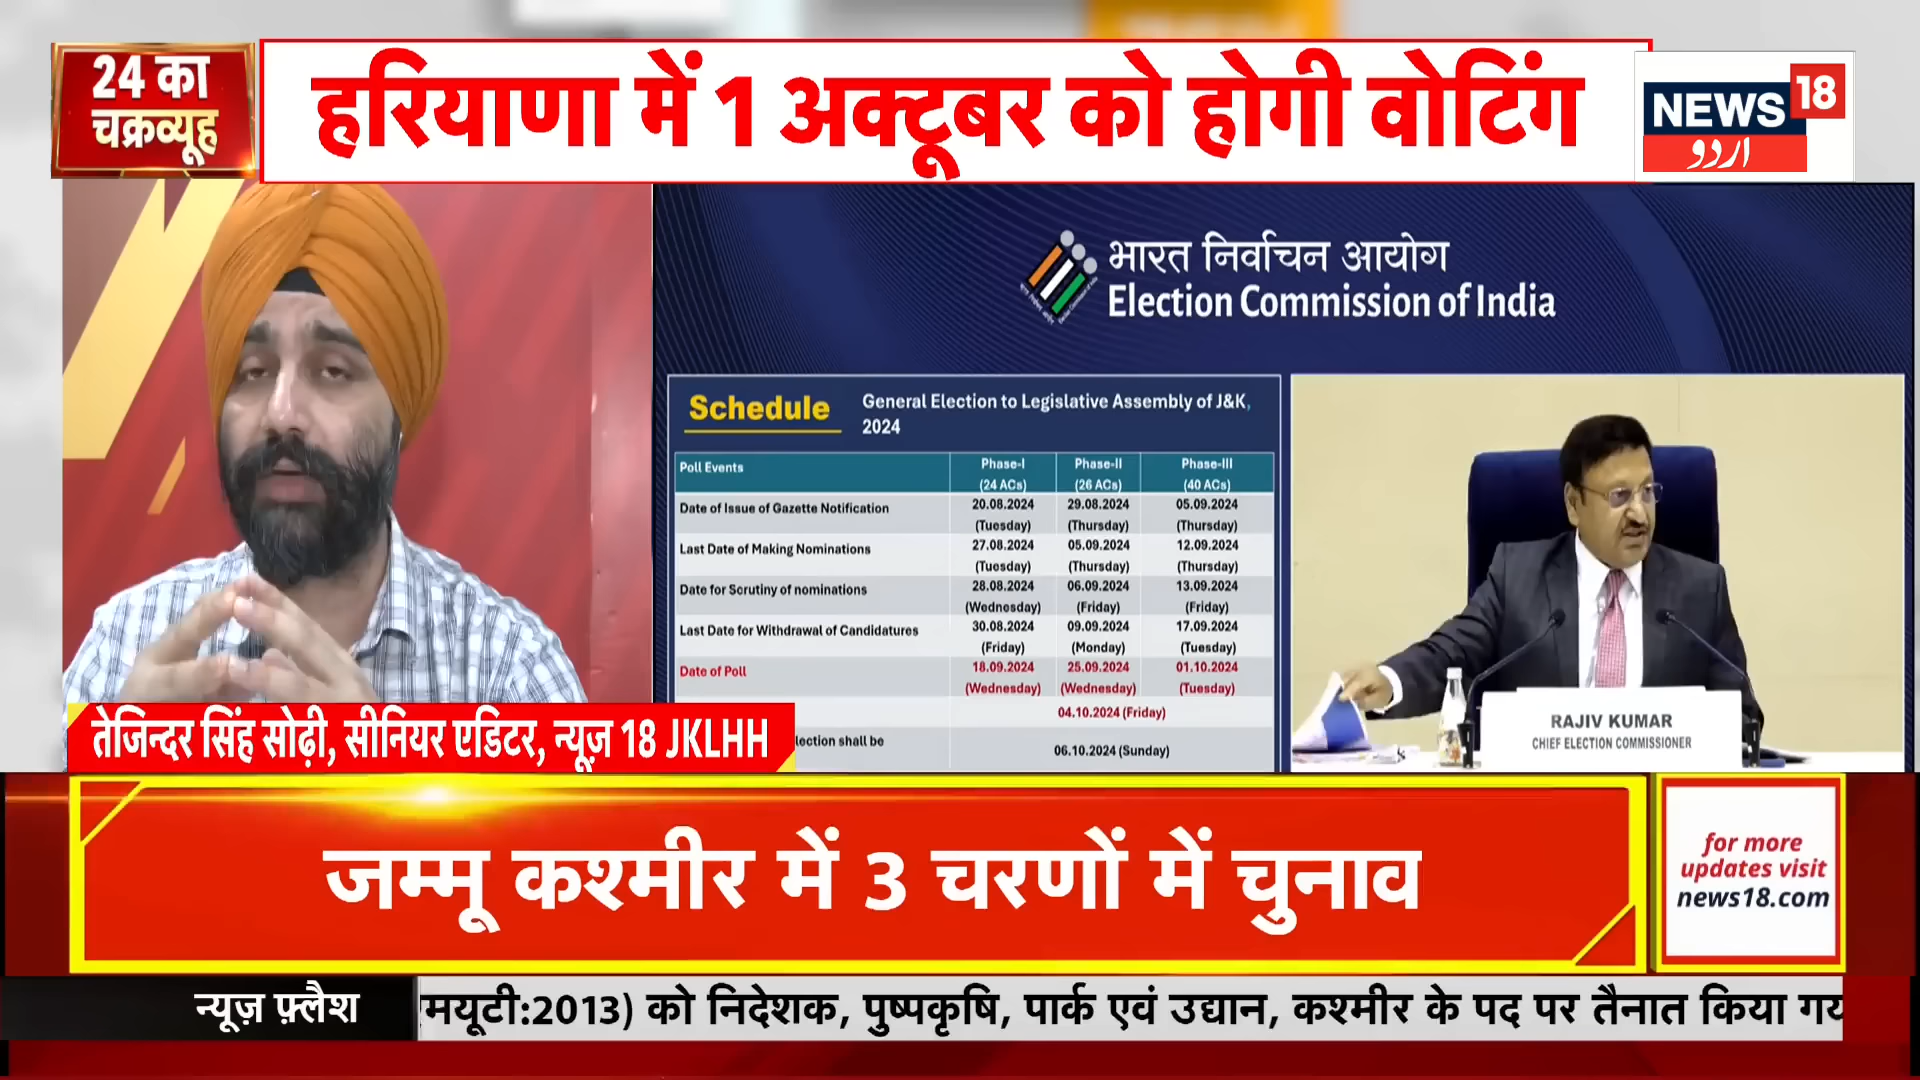 24 का
चक्रव्यूह
हरियाणा में 1 अक्टूबर को होगी वोटिंग
NEWS 18
اردو
भारत निर्वाचन आयोग
Election Commission of India
Schedule
General Election to Legislative Assembly of J&K,
2024
Poll Events Phase-I (24 ACs) Phase-II (26 ACs) Phase-III (40 ACs)
Date of Issue of Gazette Notification 20.08.2024 (Tuesday) 29.08.2024 (Thursday) 05.09.2024 (Thursday)
Last Date of Making Nominations 27.08.2024 (Tuesday) 05.09.2024 (Thursday) 12.09.2024 (Thursday)
Date for Scrutiny of nominations 28.08.2024 (Wednesday) 06.09.2024 (Friday) 13.09.2024 (Friday)
Last Date for Withdrawal of Candidatures 30.08.2024 (Friday) 09.09.2024 (Monday) 17.09.2024 (Tuesday)
Date of Poll 18.09.2024 (Wednesday) 25.09.2024 (Wednesday) 01.10.2024 (Tuesday)
04.10.2024 (Friday)
lection shall be 06.10.2024 (Sunday)
RAJIV KUMAR
CHIEF ELECTION COMMISSIONER
तेजिन्दर सिंह सोढ़ी, सीनियर एडिटर, न्यूज़ 18 JKLHH
जम्मू कश्मीर में 3 चरणों में चुनाव
for more
updates visit
news18.com
न्यूज़ फ़्लैश
मयूटी:2013) को निदेशक, पुष्पकृषि, पार्क एवं उद्यान, कश्मीर के पद पर तैनात किया गय